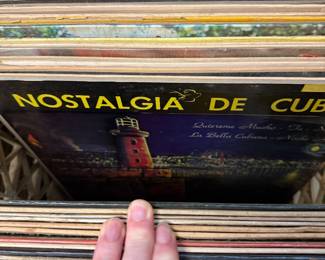 NOSTALGIA DE CUB
Quiereme Mucho
La Bella Cubana